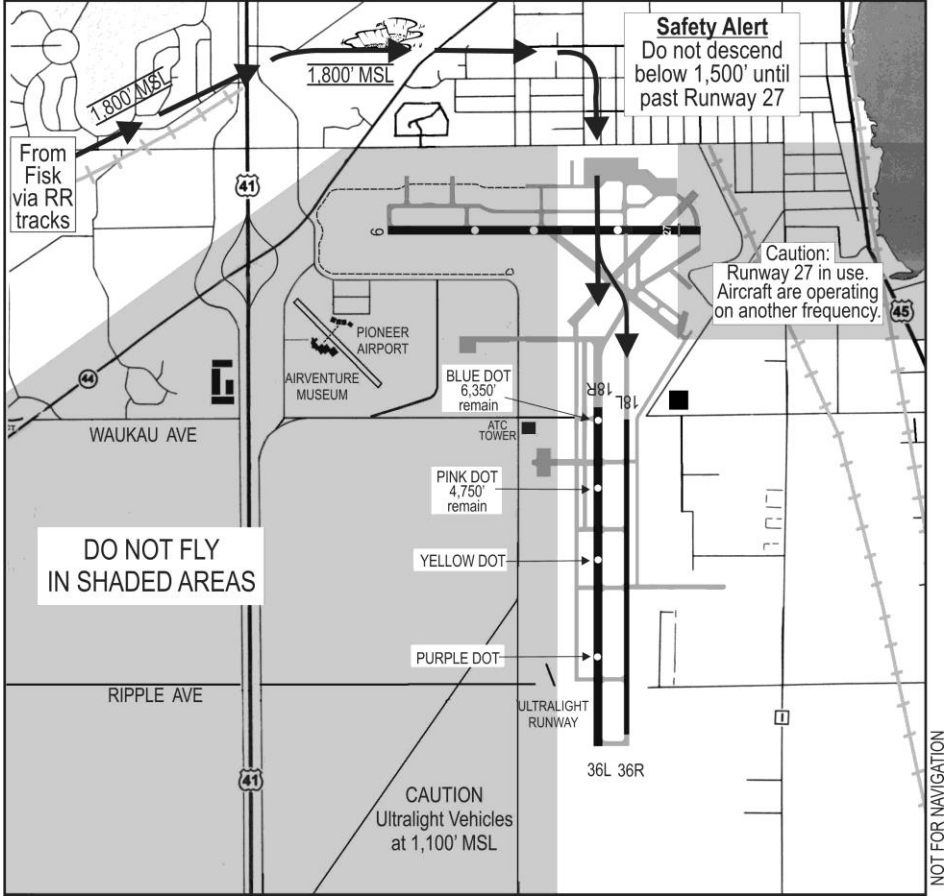 Safety Alert
Do not descend
below 1,500' until
past Runway 27
1,800' MSL
1,800' MSL
From
Fisk
via RR
tracks
41
9
27
Caution:
Runway 27 in use.
Aircraft are operating
on another frequency.
45
PIONEER
AIRPORT
AIRVENTURE
MUSEUM
44
BLUE DOT
6,350'
remain
18R
18L
WAUKAU AVE
ATC
TOWER
PINK DOT
4,750'
remain
DO NOT FLY
IN SHADED AREAS
YELLOW DOT
PURPLE DOT
RIPPLE AVE
ULTRALIGHT
RUNWAY
I
36L 36R
41
CAUTION
Ultralight Vehicles
at 1,100' MSL
NOT FOR NAVIGATION